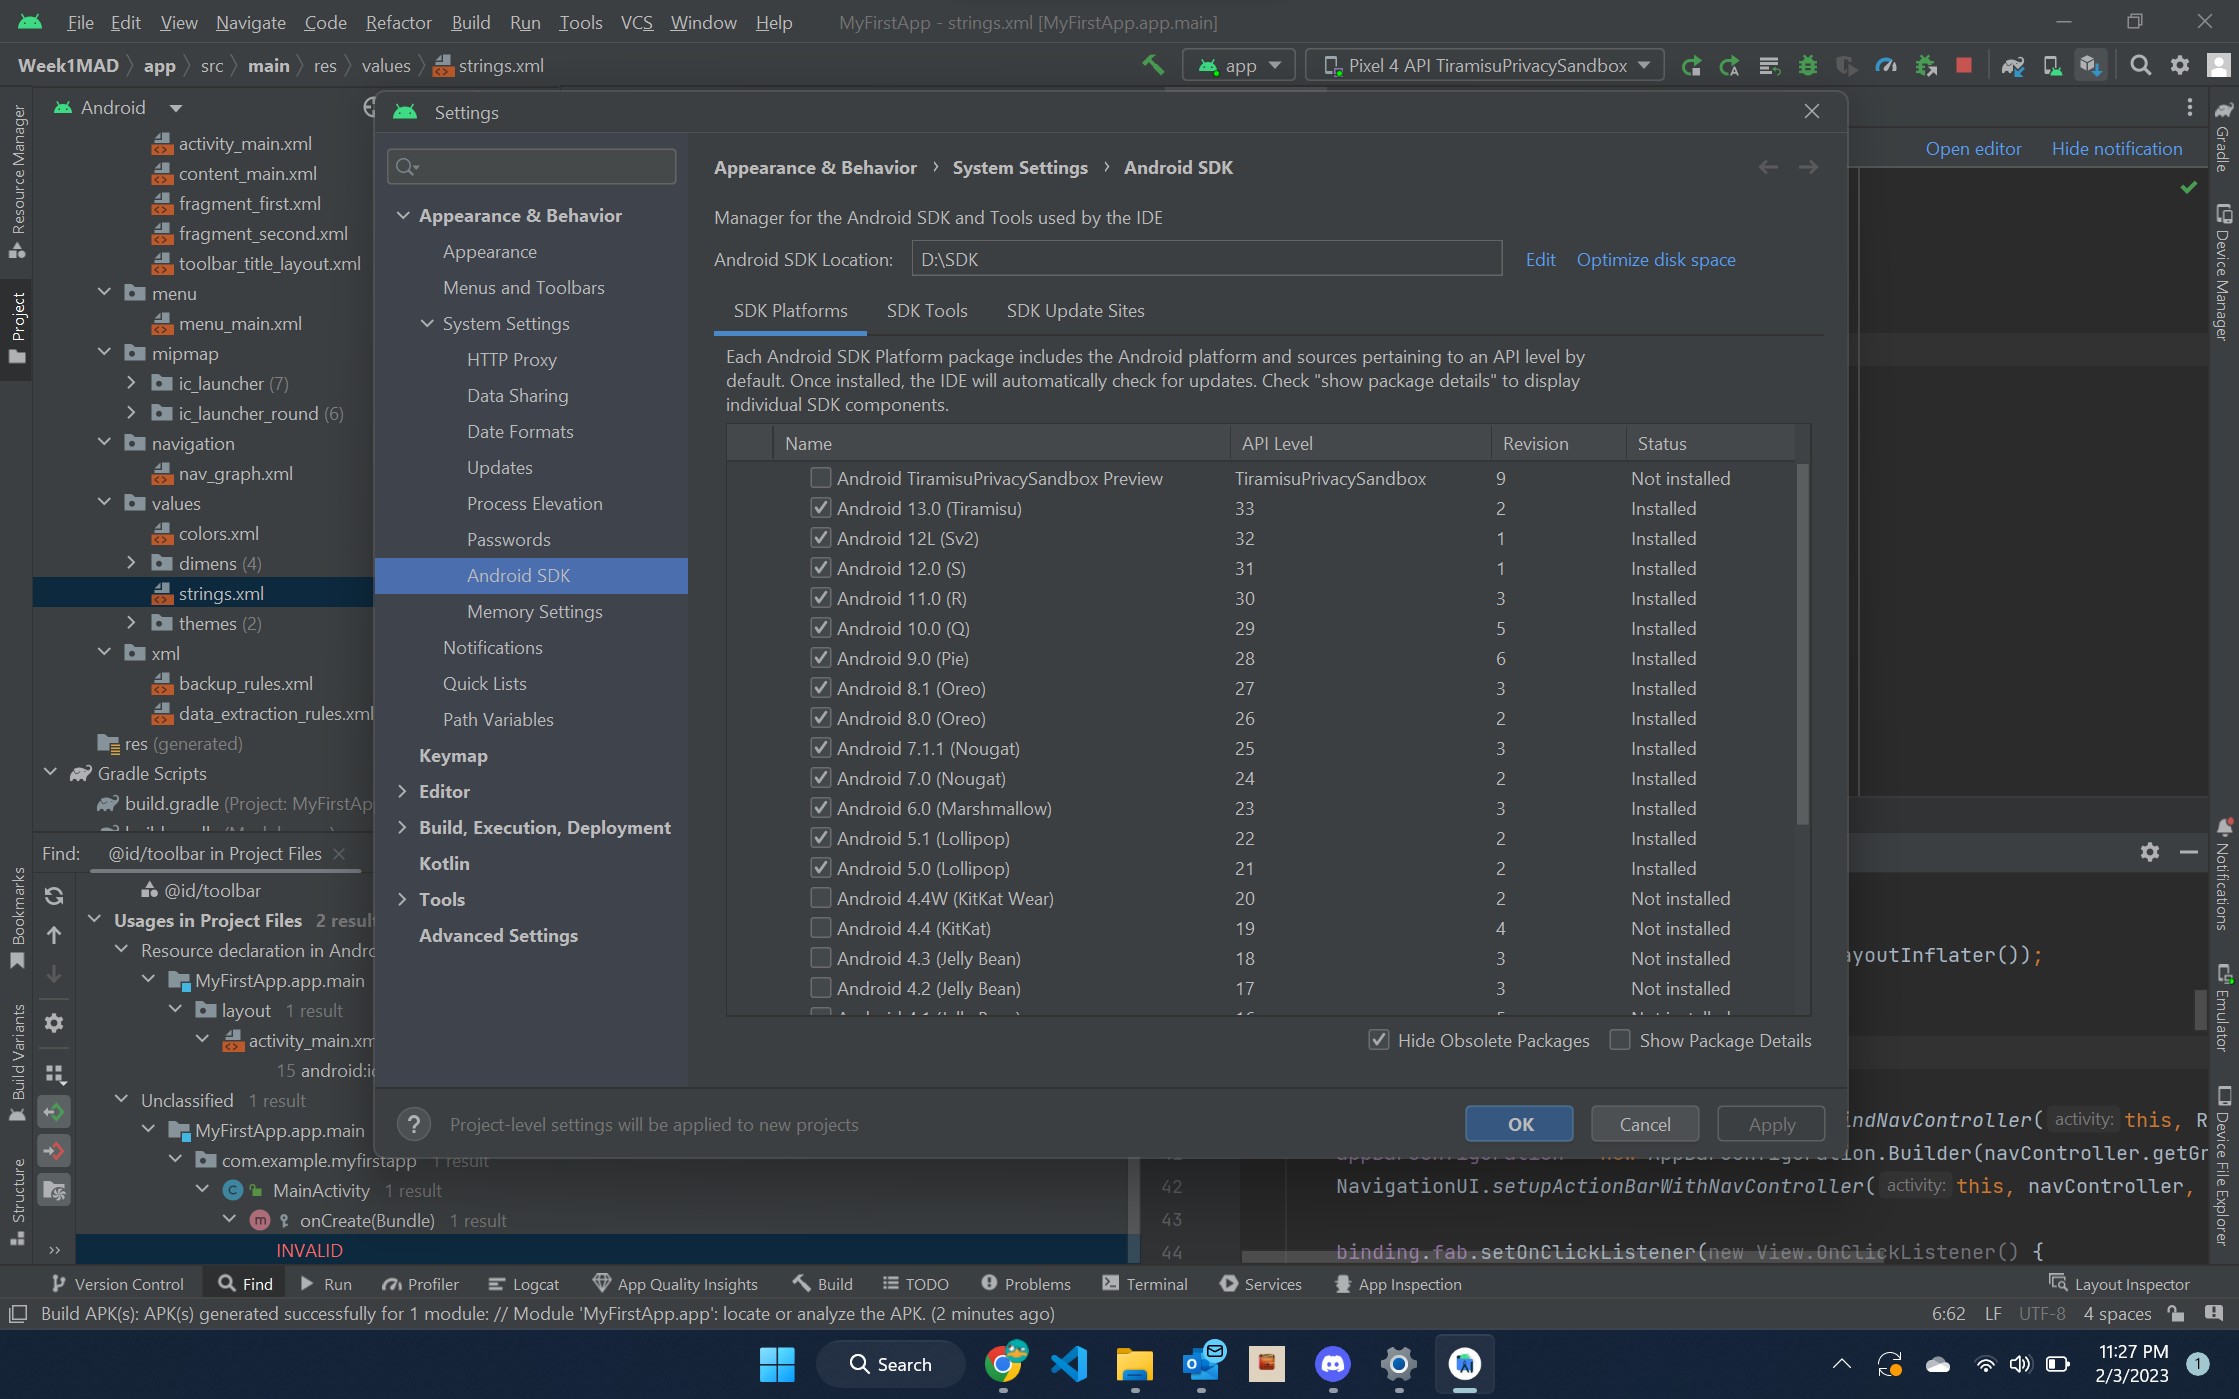 File Edit View Navigate Code Refactor Build Run Tools VCS Window Help MyFirstApp - strings.xml [MyFirstApp.app.main]
Week1MAD app src main res values strings.xml app Pixel 4 API TiramisuPrivacySandbox
Android
Resource Manager
Project
Bookmarks
Build Variants
Structure
activity_main.xml
content_main.xml
fragment_first.xml
fragment_second.xml
toolbar_title_layout.xml
menu
menu_main.xml
mipmap
ic_launcher (7)
ic_launcher_round (6)
navigation
nav_graph.xml
values
colors.xml
dimens (4)
strings.xml
themes (2)
xml
backup_rules.xml
data_extraction_rules.xml
res (generated)
Gradle Scripts
build.gradle (Project: MyFirstAp
Settings
Appearance & Behavior
Appearance
Menus and Toolbars
System Settings
HTTP Proxy
Data Sharing
Date Formats
Updates
Process Elevation
Passwords
Android SDK
Memory Settings
Notifications
Quick Lists
Path Variables
Keymap
Editor
Build, Execution, Deployment
Kotlin
Tools
Advanced Settings
Appearance & Behavior › System Settings › Android SDK
Manager for the Android SDK and Tools used by the IDE
Android SDK Location: D:\SDK Edit Optimize disk space
SDK Platforms SDK Tools SDK Update Sites
Each Android SDK Platform package includes the Android platform and sources pertaining to an API level by
default. Once installed, the IDE will automatically check for updates. Check "show package details" to display
individual SDK components.
Name API Level Revision Status
Android TiramisuPrivacySandbox Preview TiramisuPrivacySandbox 9 Not installed
Android 13.0 (Tiramisu) 33 2 Installed
Android 12L (Sv2) 32 1 Installed
Android 12.0 (S) 31 1 Installed
Android 11.0 (R) 30 3 Installed
Android 10.0 (Q) 29 5 Installed
Android 9.0 (Pie) 28 6 Installed
Android 8.1 (Oreo) 27 3 Installed
Android 8.0 (Oreo) 26 2 Installed
Android 7.1.1 (Nougat) 25 3 Installed
Android 7.0 (Nougat) 24 2 Installed
Android 6.0 (Marshmallow) 23 3 Installed
Android 5.1 (Lollipop) 22 2 Installed
Android 5.0 (Lollipop) 21 2 Installed
Android 4.4W (KitKat Wear) 20 2 Not installed
Android 4.4 (KitKat) 19 4 Not installed
Android 4.3 (Jelly Bean) 18 3 Not installed
Android 4.2 (Jelly Bean) 17 3 Not installed
Hide Obsolete Packages Show Package Details
? Project-level settings will be applied to new projects OK Cancel Apply
Open editor Hide notification
Gradle
Device Manager
Notifications
Emulator
Device File Explorer
Find: @id/toolbar in Project Files
@id/toolbar
Usages in Project Files 2 resul
Resource declaration in Andro
MyFirstApp.app.main
layout 1 result
activity_main.xm
15 android:i
Unclassified 1 result
MyFirstApp.app.main
com.example.myfirstapp 1 result
MainActivity 1 result
onCreate(Bundle) 1 result
INVALID
ayoutInflater());
indNavController( activity: this, R
.Builder(navController.getGr
42 NavigationUI.setupActionBarWithNavController( activity: this, navController,
43
44 binding.fab.setOnClickListener(new View.OnClickListener() {
Version Control Find Run Profiler Logcat App Quality Insights Build TODO Problems Terminal Services App Inspection Layout Inspector
Build APK(s): APK(s) generated successfully for 1 module: // Module 'MyFirstApp.app': locate or analyze the APK. (2 minutes ago) 6:62 LF UTF-8 4 spaces
Search
11:27 PM
2/3/2023
1